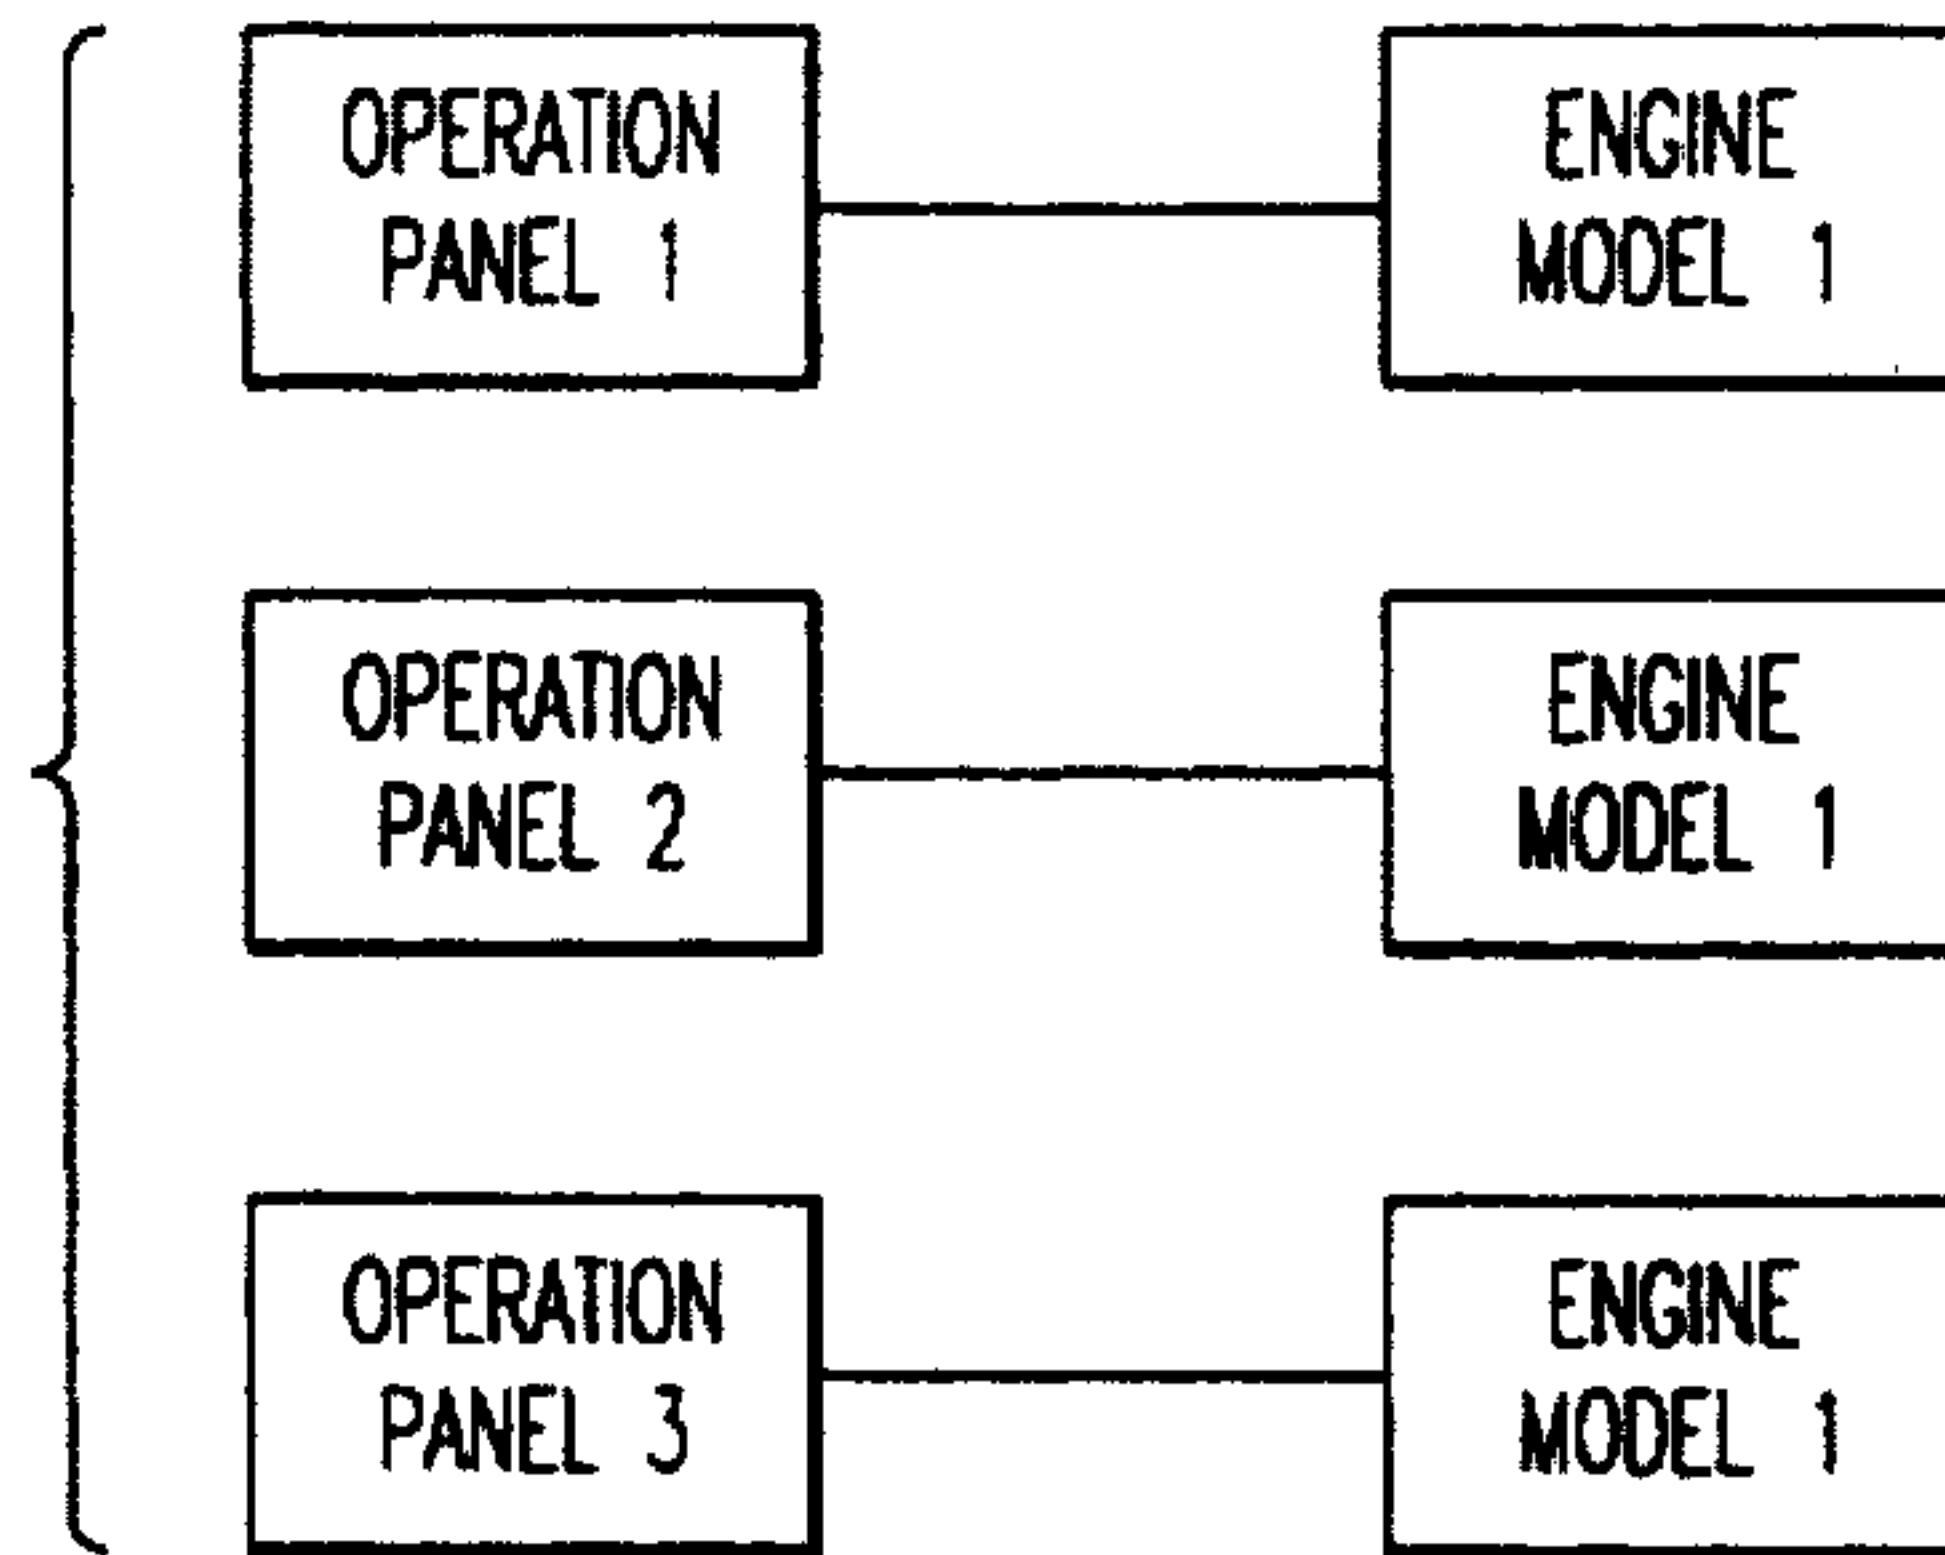 OPERATION
PANEL 1
ENGINE
MODEL 1
OPERATION
PANEL 2
ENGINE
MODEL 1
OPERATION
PANEL 3
ENGINE
MODEL 1